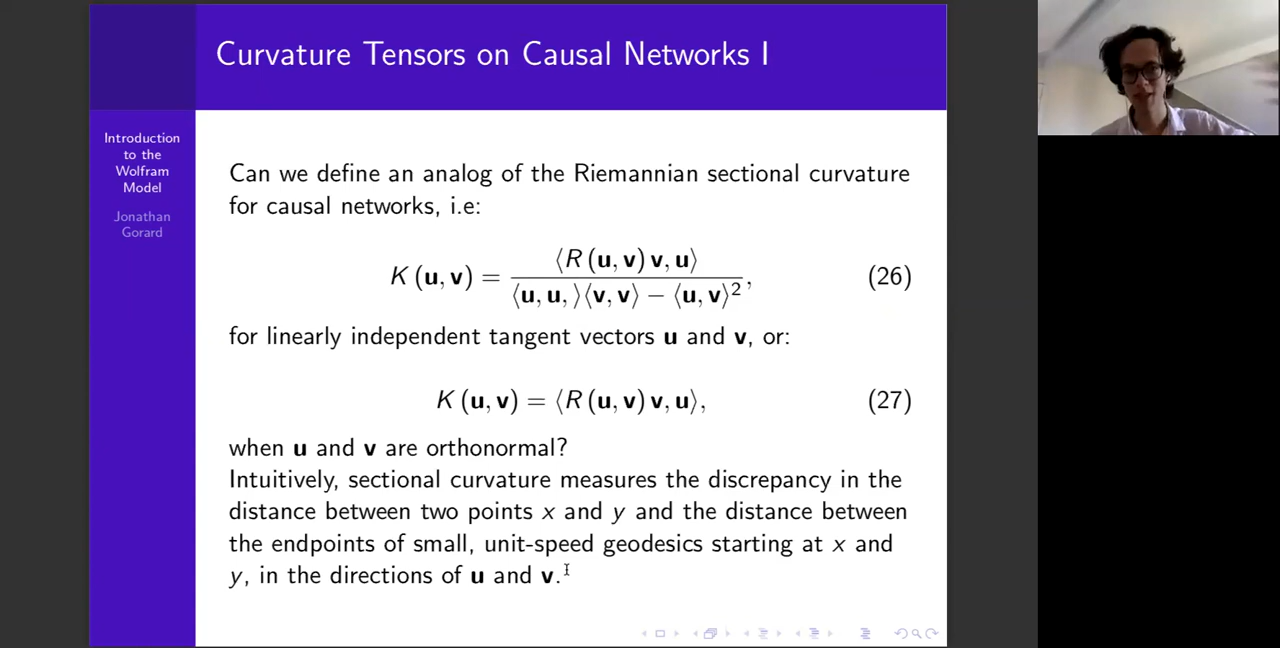 Curvature Tensors on Causal Networks I
Introduction
to the
Wolfram
Model
Jonathan
Gorard
Can we define an analog of the Riemannian sectional curvature
for causal networks, i.e:
K (u, v) = ⟨R (u, v) v, u⟩ / ⟨u, u, ⟩⟨v, v⟩ − ⟨u, v⟩², (26)
for linearly independent tangent vectors u and v, or:
K (u, v) = ⟨R (u, v) v, u⟩, (27)
when u and v are orthonormal?
Intuitively, sectional curvature measures the discrepancy in the
distance between two points x and y and the distance between
the endpoints of small, unit-speed geodesics starting at x and
y, in the directions of u and v.